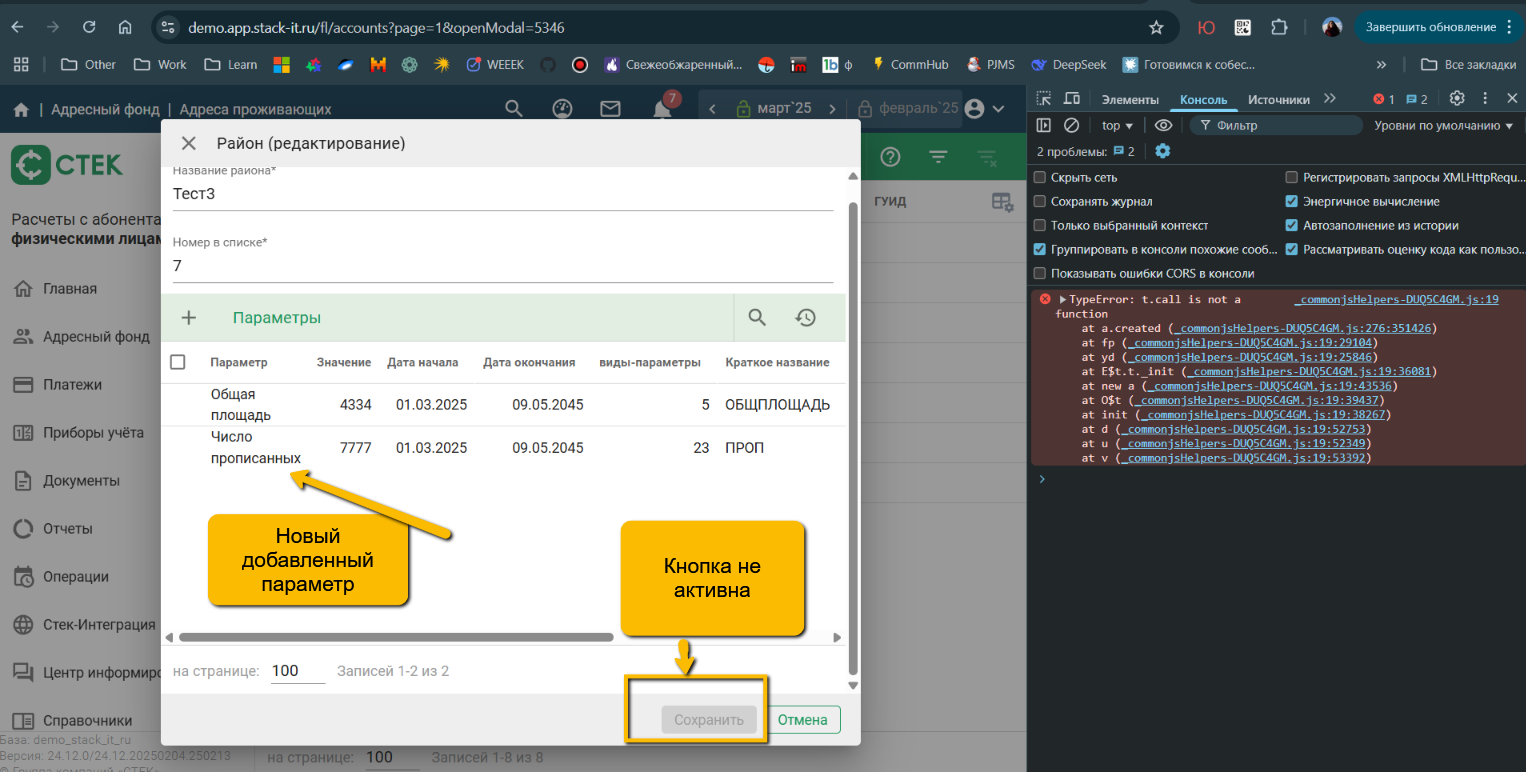 demo.app.stack-it.ru/fl/accounts?page=1&openModal=5346
Ю
Завершить обновление
Other
Work
Learn
WEEEK
Свежеобжаренный...
im
1b ф
CommHub
PJMS
DeepSeek
Готовимся к собес...
»
Все закладки
| Адресный фонд | Адреса проживающих
7
март`25
февраль`25
СТЕК
Расчеты с абонента
физическими лицам
Главная
Адресный фонд
Платежи
Приборы учёта
Документы
Отчеты
Операции
Стек-Интеграция
Центр информиро
Справочники
База: demo_stack_it_ru
Версия: 24.12.0/24.12.20250204.250213
© Группа компаний «СТЕК»
ГУИД
на странице: 100 Записей 1-8 из 8
Район (редактирование)
Название района*
Тест3
Номер в списке*
7
Параметры
Параметр Значение Дата начала Дата окончания виды-параметры Краткое название
Общая
площадь
4334 01.03.2025 09.05.2045 5 ОБЩПЛОЩАДЬ
Число
прописанных
7777 01.03.2025 09.05.2045 23 ПРОП
Новый
добавленный
параметр
Кнопка не
активна
на странице: 100 Записей 1-2 из 2
Сохранить
Отмена
Элементы Консоль Источники » 1 2
top Фильтр Уровни по умолчанию
2 проблемы: 2
Скрыть сеть
Регистрировать запросы XMLHttpRequ...
Сохранять журнал
Энергичное вычисление
Только выбранный контекст
Автозаполнение из истории
Группировать в консоли похожие сооб...
Рассматривать оценку кода как пользо...
Показывать ошибки CORS в консоли
TypeError: t.call is not a _commonjsHelpers-DUQ5C4GM.js:19
function
at a.created (_commonjsHelpers-DUQ5C4GM.js:276:351426)
at fp (_commonjsHelpers-DUQ5C4GM.js:19:29104)
at yd (_commonjsHelpers-DUQ5C4GM.js:19:25846)
at E$t.t._init (_commonjsHelpers-DUQ5C4GM.js:19:36081)
at new a (_commonjsHelpers-DUQ5C4GM.js:19:43536)
at O$t (_commonjsHelpers-DUQ5C4GM.js:19:39437)
at init (_commonjsHelpers-DUQ5C4GM.js:19:38267)
at d (_commonjsHelpers-DUQ5C4GM.js:19:52753)
at u (_commonjsHelpers-DUQ5C4GM.js:19:52349)
at v (_commonjsHelpers-DUQ5C4GM.js:19:53392)